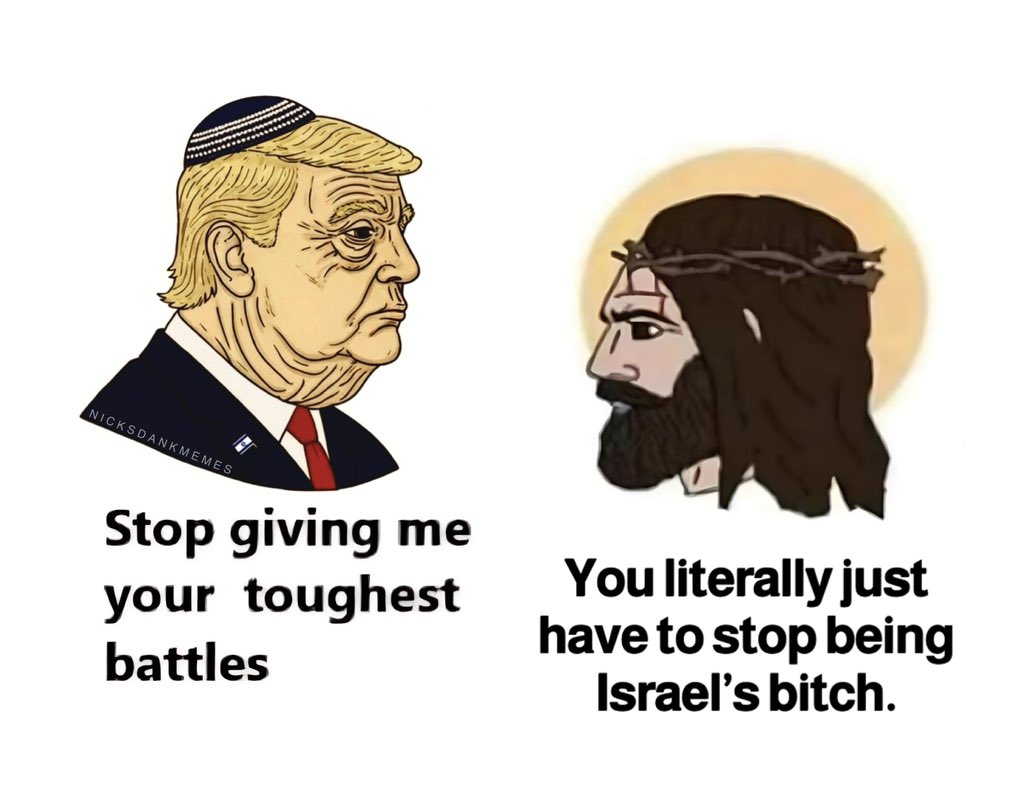 NICKSDANKMEMES
Stop giving me
your toughest
battles
You literally just
have to stop being
Israel's bitch.